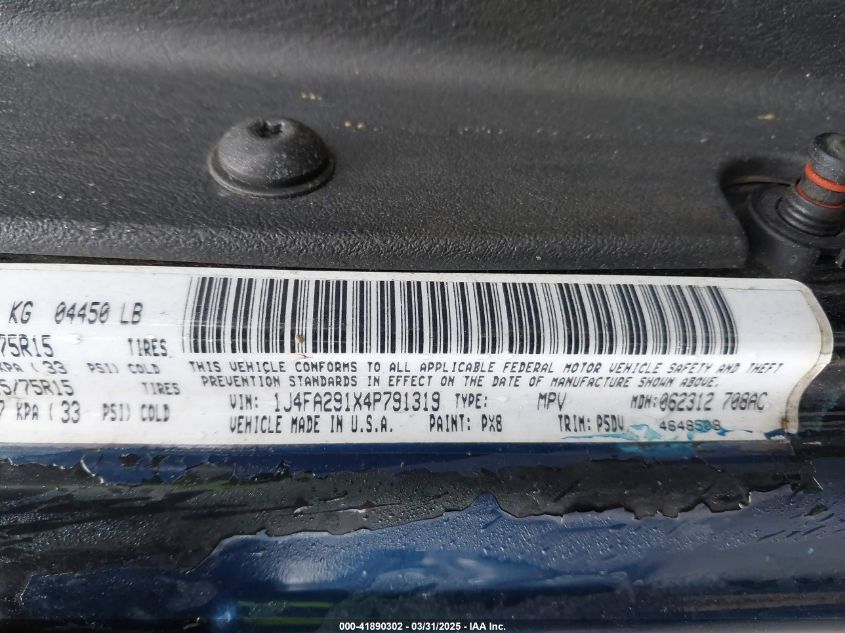 KG 04450 LB
75R15 TIRES
KPA ( 33 PSI) COLD
5/75R15 TIRES
7 KPA ( 33 PSI) COLD
THIS VEHICLE CONFORMS TO ALL APPLICABLE FEDERAL MOTOR VEHICLE SAFETY AND THEFT
PREVENTION STANDARDS IN EFFECT ON THE DATE OF MANUFACTURE SHOWN ABOVE.
VIN: 1J4FA291X4P791319 TYPE: MPV MDH: 062312 708AC
VEHICLE MADE IN U.S.A. PAINT: PX8 TRIM: P5DV
000-41890302 - 03/31/2025 - IAA Inc.